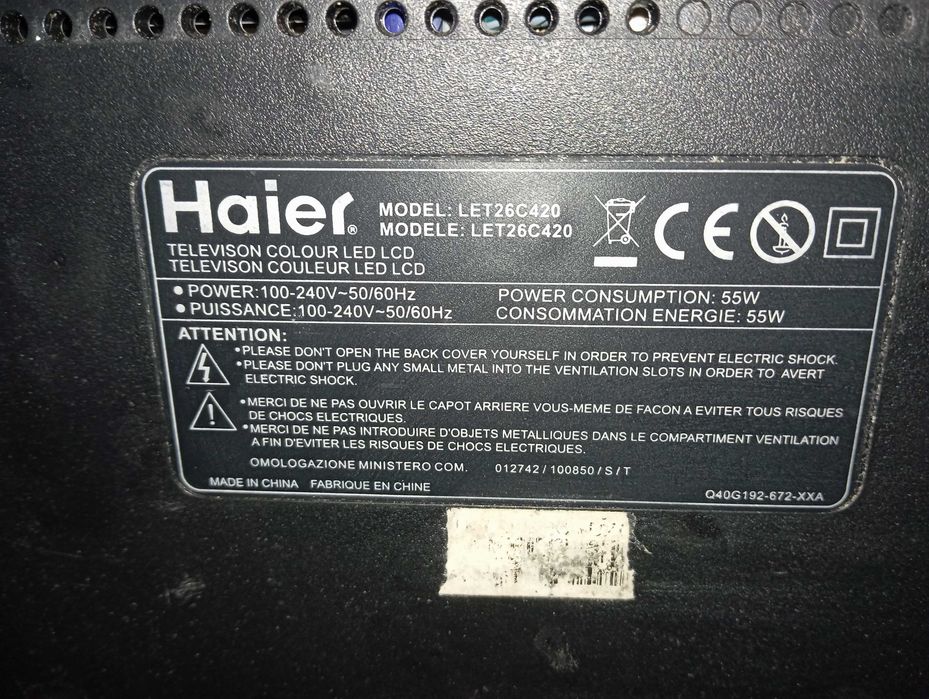 Haier®
MODEL: LET26C420
MODELE: LET26C420
TELEVISON COLOUR LED LCD
TELEVISON COULEUR LED LCD
CE
• POWER:100-240V~50/60Hz POWER CONSUMPTION: 55W
• PUISSANCE:100-240V~50/60Hz CONSOMMATION ENERGIE: 55W
ATTENTION:
•PLEASE DON'T OPEN THE BACK COVER YOURSELF IN ORDER TO PREVENT ELECTRIC SHOCK.
•PLEASE DON'T PLUG ANY SMALL METAL INTO THE VENTILATION SLOTS IN ORDER TO AVERT
ELECTRIC SHOCK.
•MERCI DE NE PAS OUVRIR LE CAPOT ARRIERE VOUS-MEME DE FACON A EVITER TOUS RISQUES
DE CHOCS ELECTRIQUES.
•MERCI DE NE PAS INTRODUIRE D'OBJETS METALLIQUES DANS LE COMPARTIMENT VENTILATION
A FIN D'EVITER LES RISQUES DE CHOCS ELECTRIQUES.
OMOLOGAZIONE MINISTERO COM. 012742 / 100850 / S / T
MADE IN CHINA FABRIQUE EN CHINE
Q40G192-672-XXA